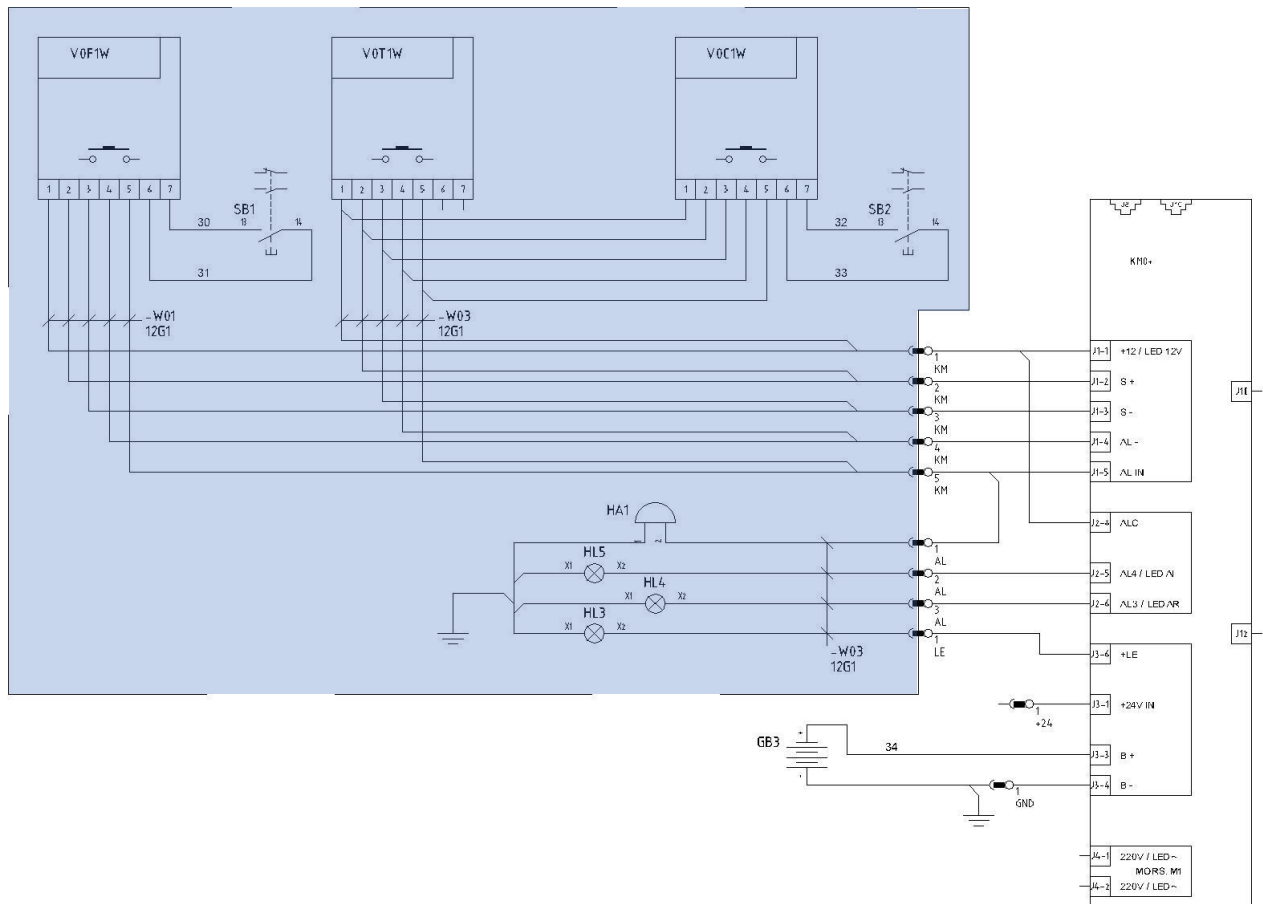 V0F1W
V0T1W
V0C1W
1 2 3 4 5 6 7
1 2 3 4 5 6 7
1 2 3 4 5 6 7
SB1
13
14
30
31
SB2
13
14
32
33
KM0+
-W01
12G1
-W03
12G1
1
KM
2
KM
3
KM
4
KM
5
KM
J1-1 +12 / LED 12V
J1-2 S +
J1-3 S -
J1-4 AL -
J1-5 AL IN
HA1
1 2
1
AL
J2-4 ALC
HL5
X1 X2
2
AL
J2-5 AL4 / LED AI
HL4
X1 X2
3
AL
J2-6 AL3 / LED AR
HL3
X1 X2
1
LE
-W03
12G1
J3-6 +LE
1
+24
J3-1 +24V IN
GB3
+
-
34
J3-3 B +
1
GND
J3-4 B -
J4-1 220V / LED ~
MORS. M1
J4-2 220V / LED ~
J12